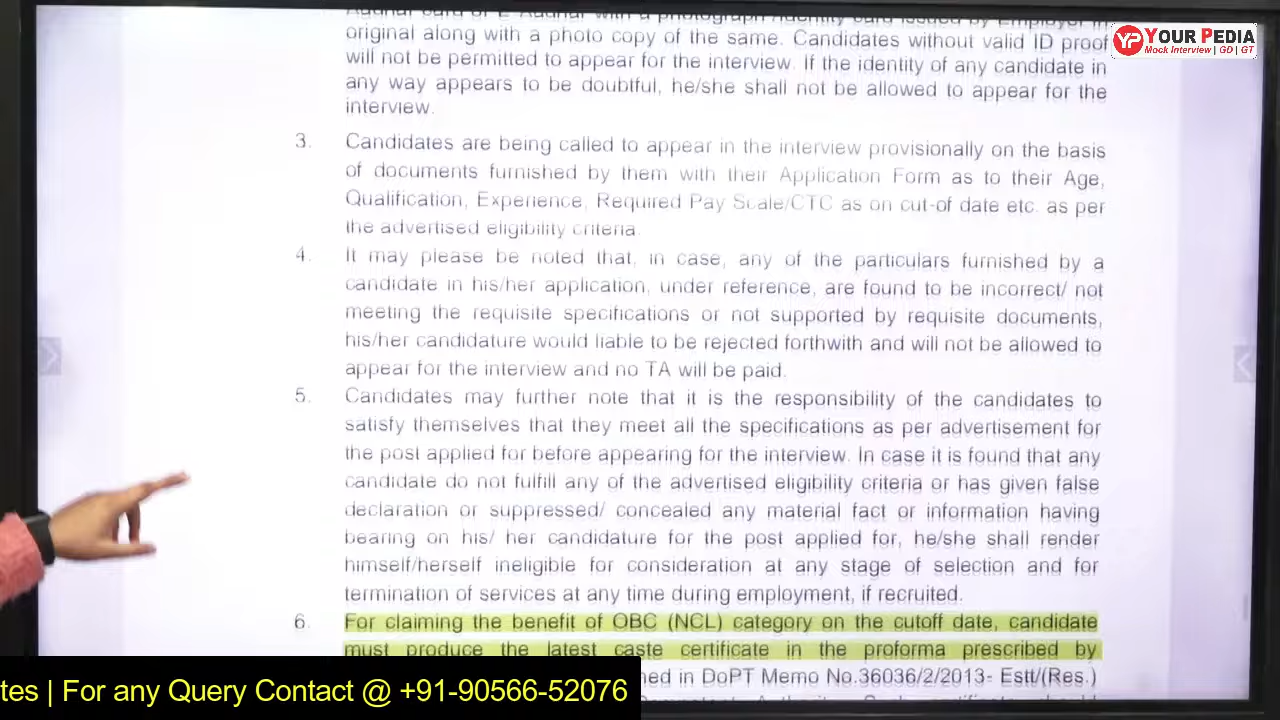 Aadhar card or E-Aadhar with a photograph /Identity card issued by Employer in
original along with a photo copy of the same. Candidates without valid ID proof
will not be permitted to appear for the interview. If the identity of any candidate in
any way appears to be doubtful, he/she shall not be allowed to appear for the
interview.
3. Candidates are being called to appear in the interview provisionally on the basis
of documents furnished by them with their Application Form as to their Age,
Qualification, Experience, Required Pay Scale/CTC as on cut-of date etc. as per
the advertised eligibility criteria.
4. It may please be noted that, in case, any of the particulars furnished by a
candidate in his/her application, under reference, are found to be incorrect/ not
meeting the requisite specifications or not supported by requisite documents,
his/her candidature would liable to be rejected forthwith and will not be allowed to
appear for the interview and no TA will be paid.
5. Candidates may further note that it is the responsibility of the candidates to
satisfy themselves that they meet all the specifications as per advertisement for
the post applied for before appearing for the interview. In case it is found that any
candidate do not fulfill any of the advertised eligibility criteria or has given false
declaration or suppressed/ concealed any material fact or information having
bearing on his/ her candidature for the post applied for, he/she shall render
himself/herself ineligible for consideration at any stage of selection and for
termination of services at any time during employment, if recruited.
6. For claiming the benefit of OBC (NCL) category on the cutoff date, candidate
must produce the latest caste certificate in the proforma prescribed by
hed in DoPT Memo No.36036/2/2013- Estt/(Res.)
YP YOUR PEDIA
Mock Interview | GD | GT
tes | For any Query Contact @ +91-90566-52076